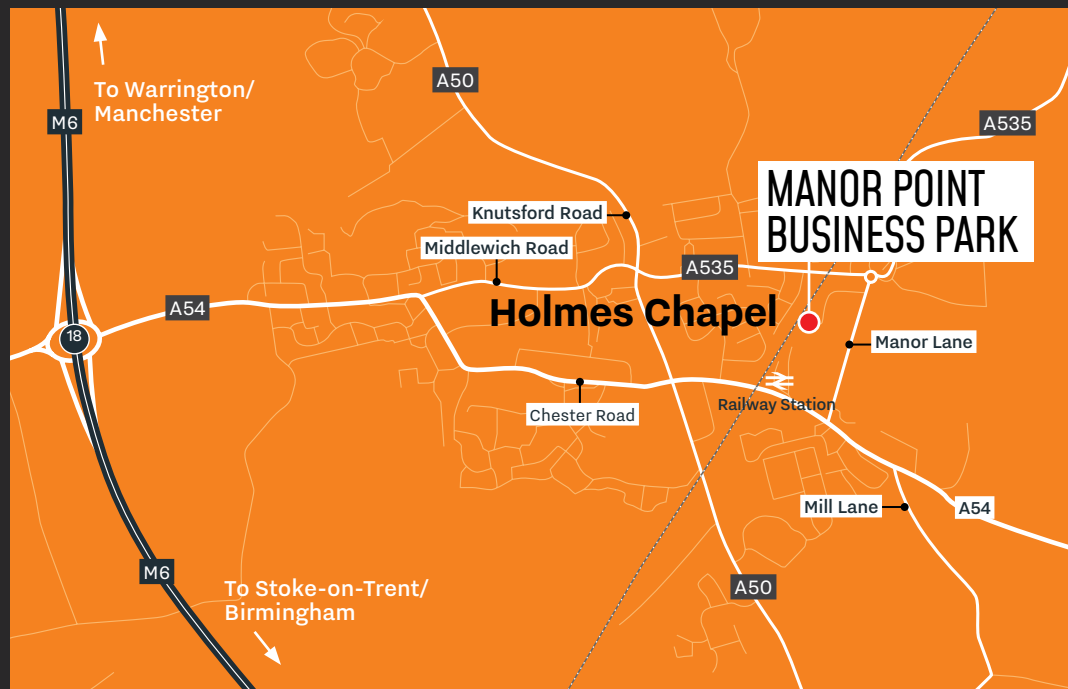 To Warrington/
Manchester
M6
A50
A535
MANOR POINT
BUSINESS PARK
Knutsford Road
Middlewich Road
A535
A54
Holmes Chapel
18
Manor Lane
Railway Station
Chester Road
Mill Lane
A54
M6
To Stoke-on-Trent/
Birmingham
A50